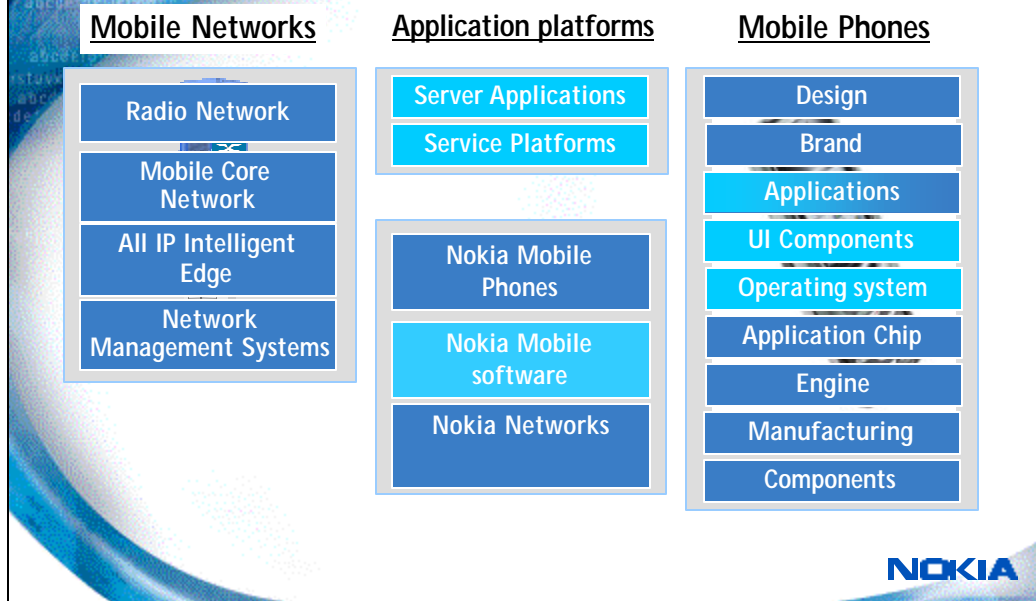 Mobile Networks
Radio Network
Mobile Core
Network
All IP Intelligent
Edge
Network
Management Systems
Application platforms
Server Applications
Service Platforms
Nokia Mobile
Phones
Nokia Mobile
software
Nokia Networks
Mobile Phones
Design
Brand
Applications
UI Components
Operating system
Application Chip
Engine
Manufacturing
Components
NOKIA